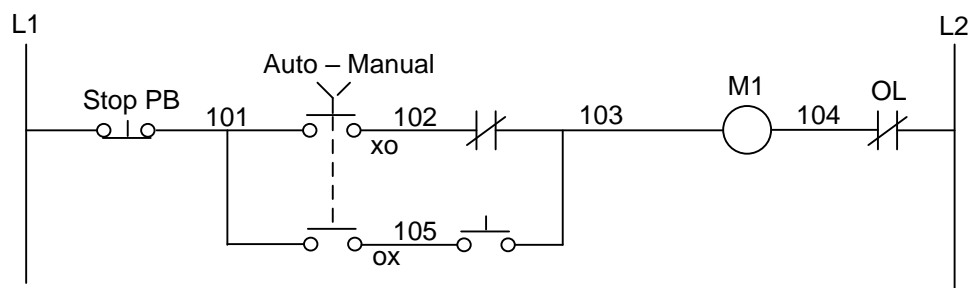 L1
L2
Auto – Manual
Stop PB
M1
OL
101
102
103
104
xo
105
ox